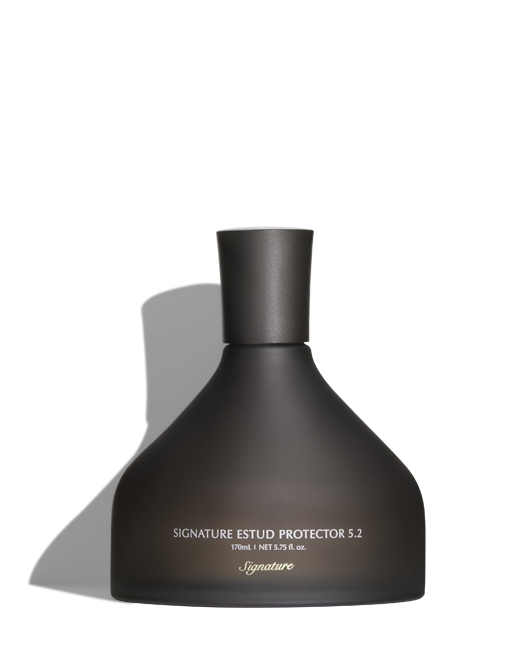 SIGNATURE ESTUD PROTECTOR 5.2
170mL | NET 5.75 fl. oz.
Signature